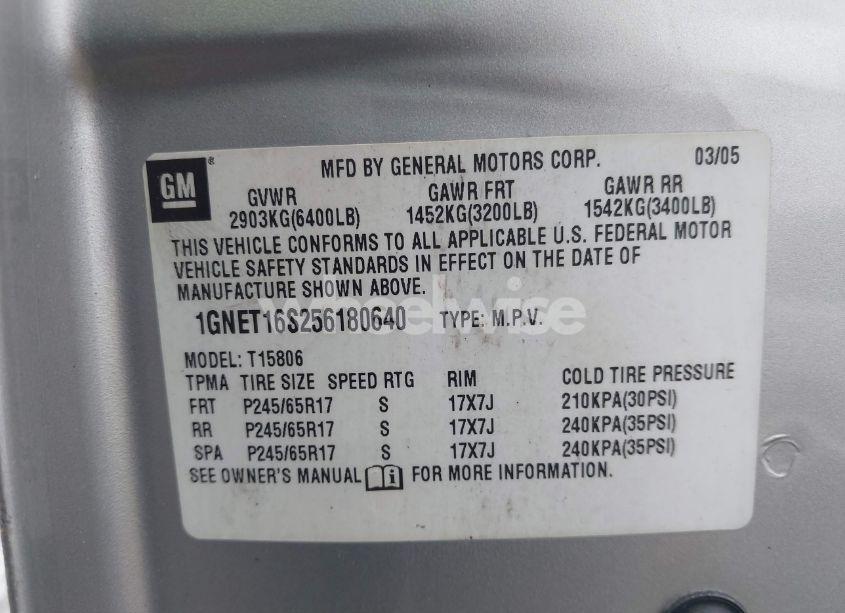 GM ®
MFD BY GENERAL MOTORS CORP. 03/05
GVWR GAWR FRT GAWR RR
2903KG(6400LB) 1452KG(3200LB) 1542KG(3400LB)
THIS VEHICLE CONFORMS TO ALL APPLICABLE U.S. FEDERAL MOTOR
VEHICLE SAFETY STANDARDS IN EFFECT ON THE DATE OF
MANUFACTURE SHOWN ABOVE.
wheelwise
1GNET16S256180640 TYPE: M.P.V.
MODEL: T15806
TPMA TIRE SIZE SPEED RTG RIM COLD TIRE PRESSURE
FRT P245/65R17 S 17X7J 210KPA(30PSI)
RR P245/65R17 S 17X7J 240KPA(35PSI)
SPA P245/65R17 S 17X7J 240KPA(35PSI)
SEE OWNER'S MANUAL i FOR MORE INFORMATION.